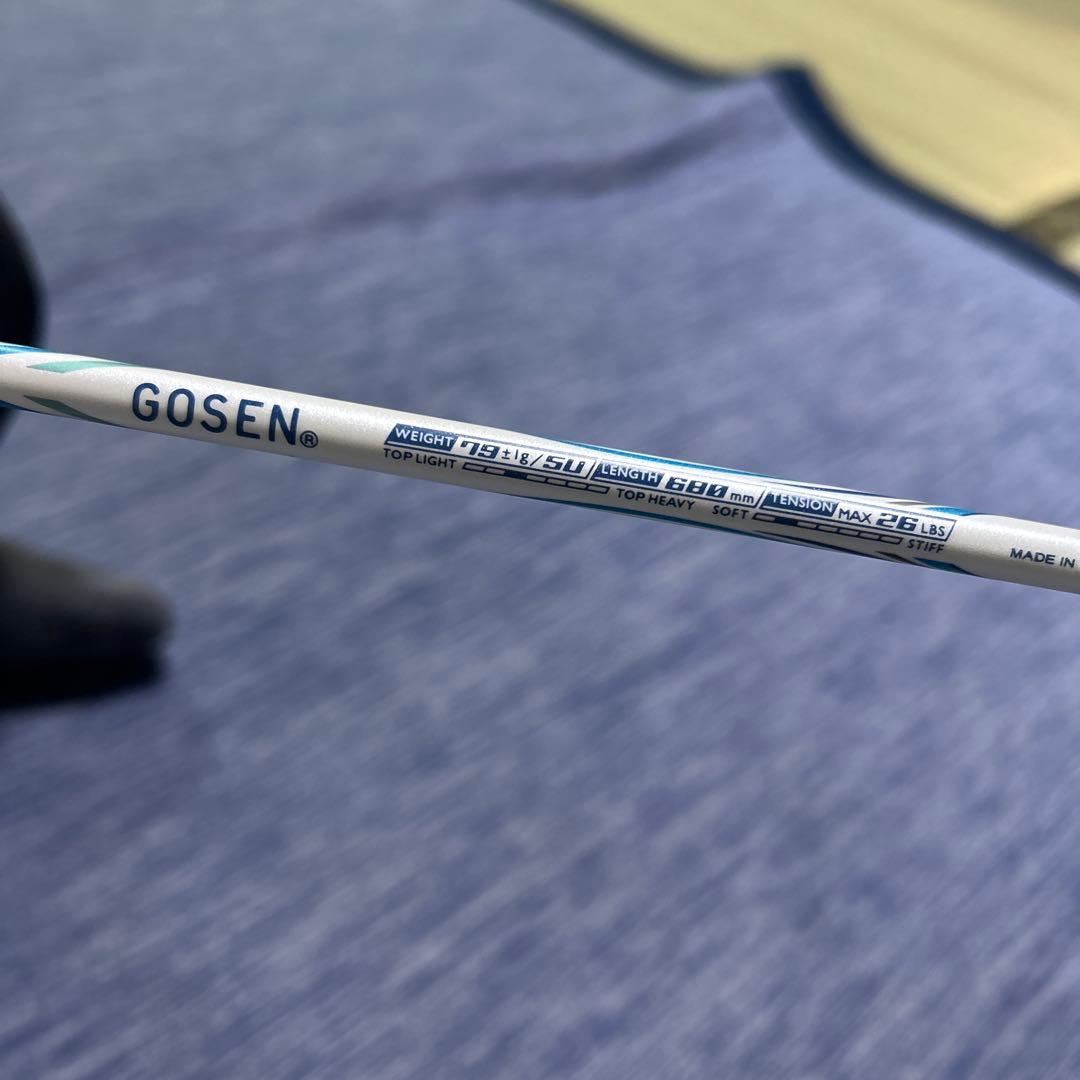 GOSEN®
WEIGHT 79±1g/5U LENGTH 680mm TENSION MAX 26 LBS
TOP LIGHT TOP HEAVY SOFT STIFF
MADE IN